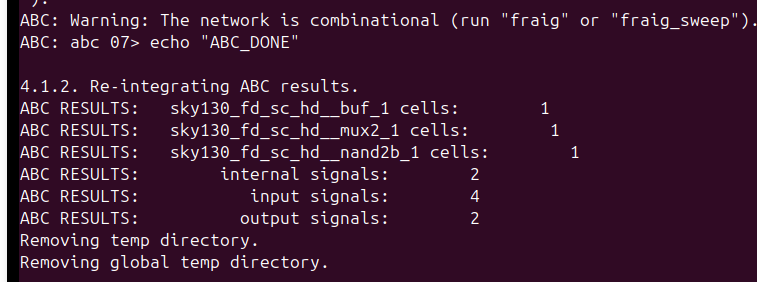 ).
ABC: Warning: The network is combinational (run "fraig" or "fraig_sweep").
ABC: abc 07> echo "ABC_DONE"
4.1.2. Re-integrating ABC results.
ABC RESULTS:   sky130_fd_sc_hd__buf_1 cells:        1
ABC RESULTS:   sky130_fd_sc_hd__mux2_1 cells:        1
ABC RESULTS:   sky130_fd_sc_hd__nand2b_1 cells:        1
ABC RESULTS:        internal signals:        2
ABC RESULTS:           input signals:        4
ABC RESULTS:          output signals:        2
Removing temp directory.
Removing global temp directory.